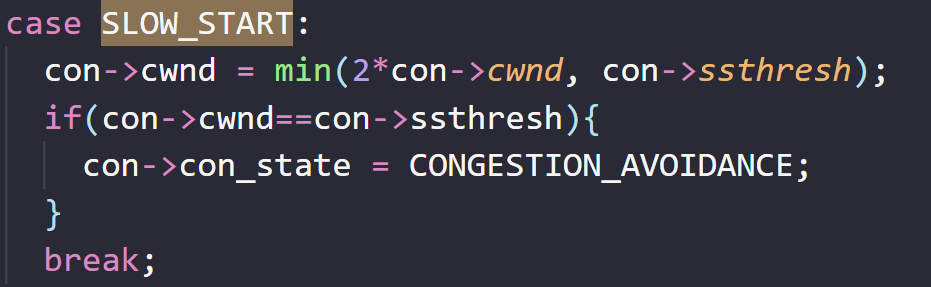 case SLOW_START:
con->cwnd = min(2*con->cwnd, con->ssthresh);
if(con->cwnd==con->ssthresh){
con->con_state = CONGESTION_AVOIDANCE;
}
break;